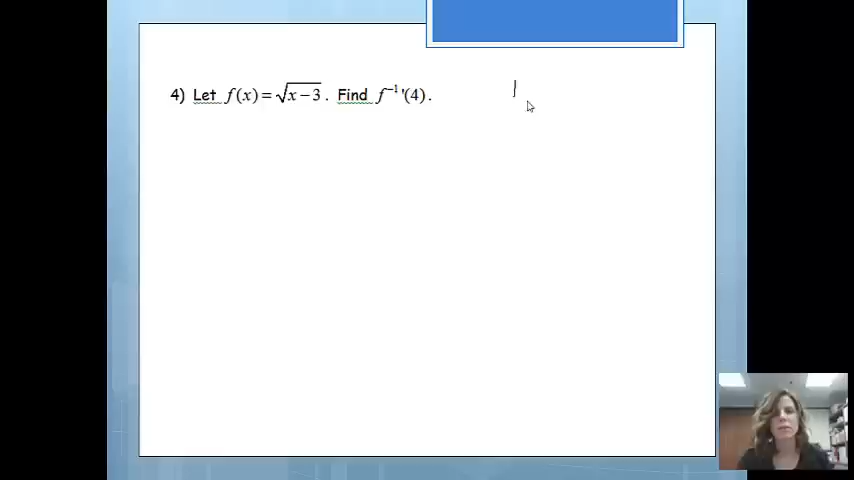 4) Let f(x) = √x−3 . Find f⁻¹'(4).